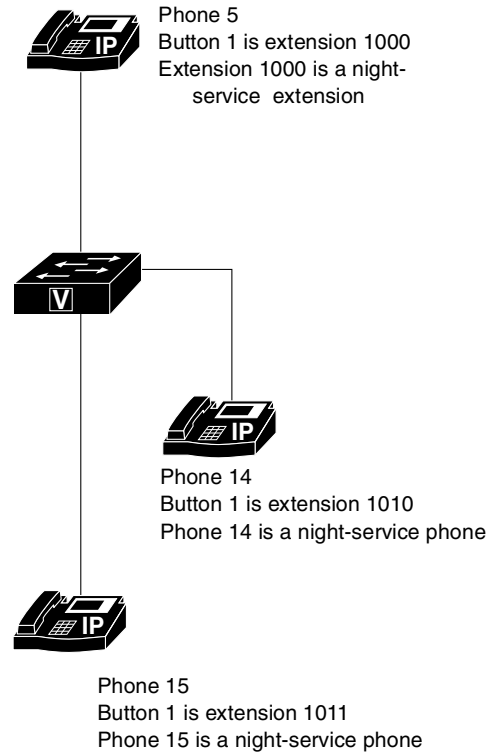 IP
Phone 5
Button 1 is extension 1000
Extension 1000 is a night-
service extension
V
IP
Phone 14
Button 1 is extension 1010
Phone 14 is a night-service phone
IP
Phone 15
Button 1 is extension 1011
Phone 15 is a night-service phone